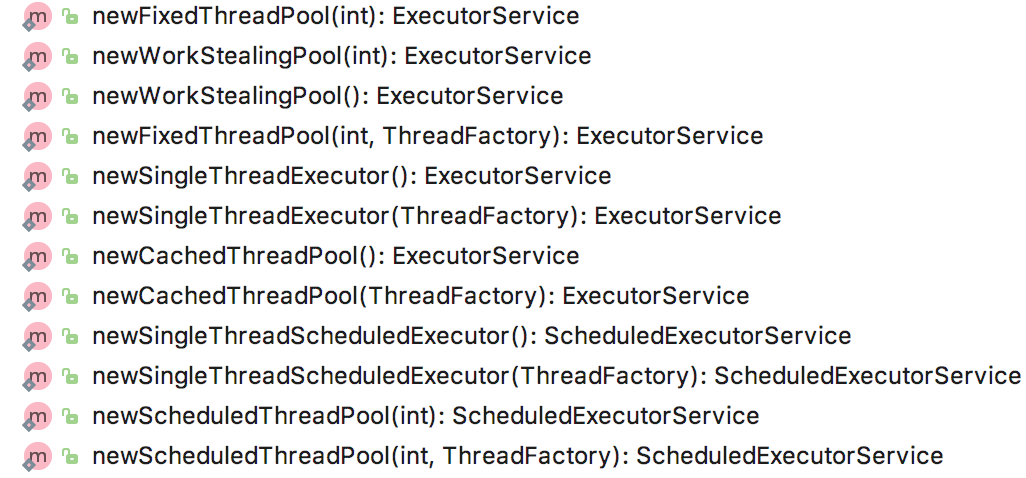 m newFixedThreadPool(int): ExecutorService
m newWorkStealingPool(int): ExecutorService
m newWorkStealingPool(): ExecutorService
m newFixedThreadPool(int, ThreadFactory): ExecutorService
m newSingleThreadExecutor(): ExecutorService
m newSingleThreadExecutor(ThreadFactory): ExecutorService
m newCachedThreadPool(): ExecutorService
m newCachedThreadPool(ThreadFactory): ExecutorService
m newSingleThreadScheduledExecutor(): ScheduledExecutorService
m newSingleThreadScheduledExecutor(ThreadFactory): ScheduledExecutorService
m newScheduledThreadPool(int): ScheduledExecutorService
m newScheduledThreadPool(int, ThreadFactory): ScheduledExecutorService